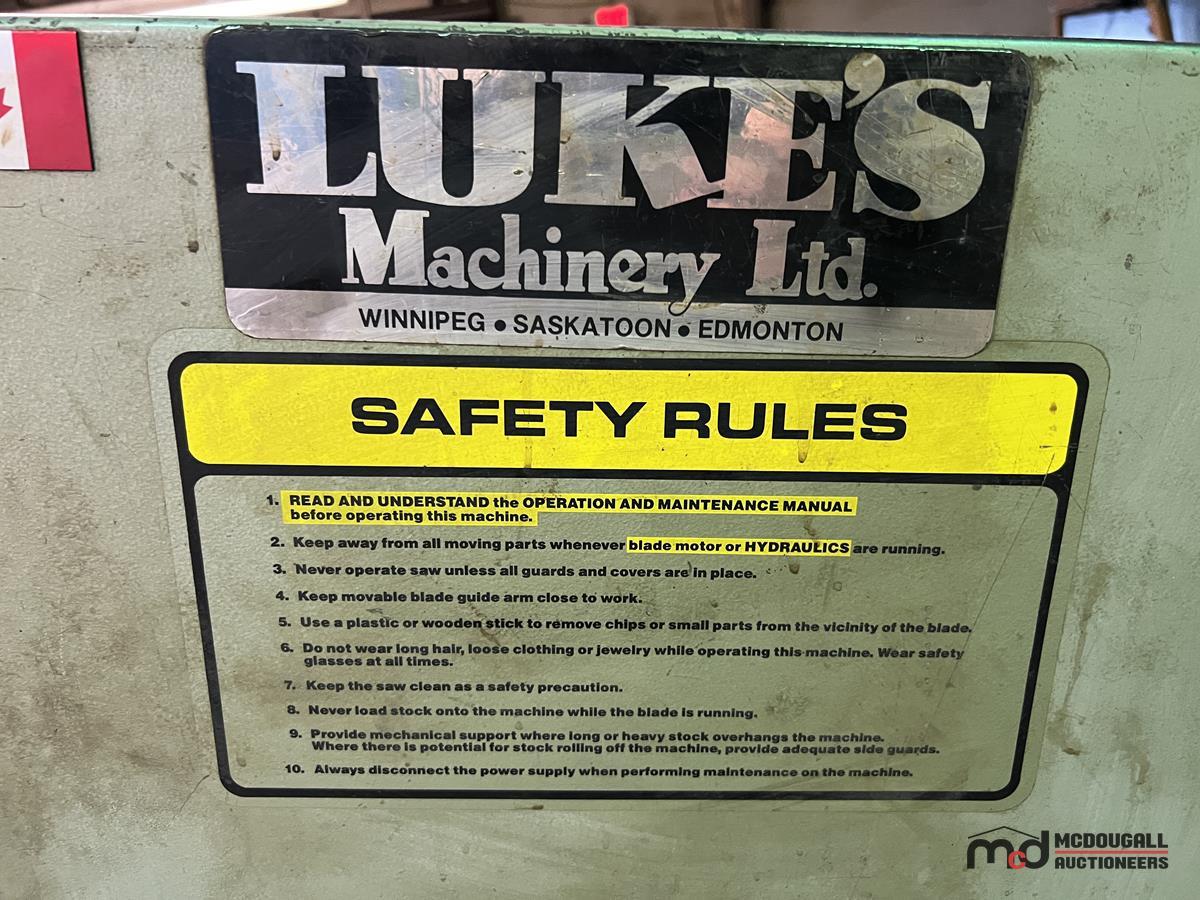 LUKE'S
Machinery Ltd.
WINNIPEG • SASKATOON • EDMONTON
SAFETY RULES
1. READ AND UNDERSTAND the OPERATION AND MAINTENANCE MANUAL
before operating this machine.
2. Keep away from all moving parts whenever blade motor or HYDRAULICS are running.
3. Never operate saw unless all guards and covers are in place.
4. Keep movable blade guide arm close to work.
5. Use a plastic or wooden stick to remove chips or small parts from the vicinity of the blade.
6. Do not wear long hair, loose clothing or jewelry while operating this machine. Wear safety
glasses at all times.
7. Keep the saw clean as a safety precaution.
8. Never load stock onto the machine while the blade is running.
9. Provide mechanical support where long or heavy stock overhangs the machine.
Where there is potential for stock rolling off the machine, provide adequate side guards.
10. Always disconnect the power supply when performing maintenance on the machine.
mcd MCDOUGALL
AUCTIONEERS